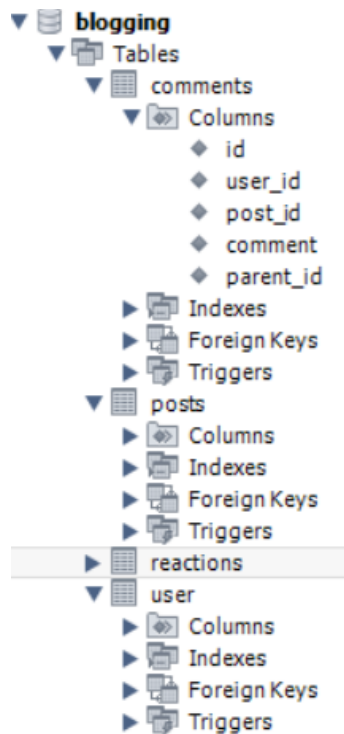 blogging
Tables
comments
Columns
id
user_id
post_id
comment
parent_id
Indexes
Foreign Keys
Triggers
posts
Columns
Indexes
Foreign Keys
Triggers
reactions
user
Columns
Indexes
Foreign Keys
Triggers